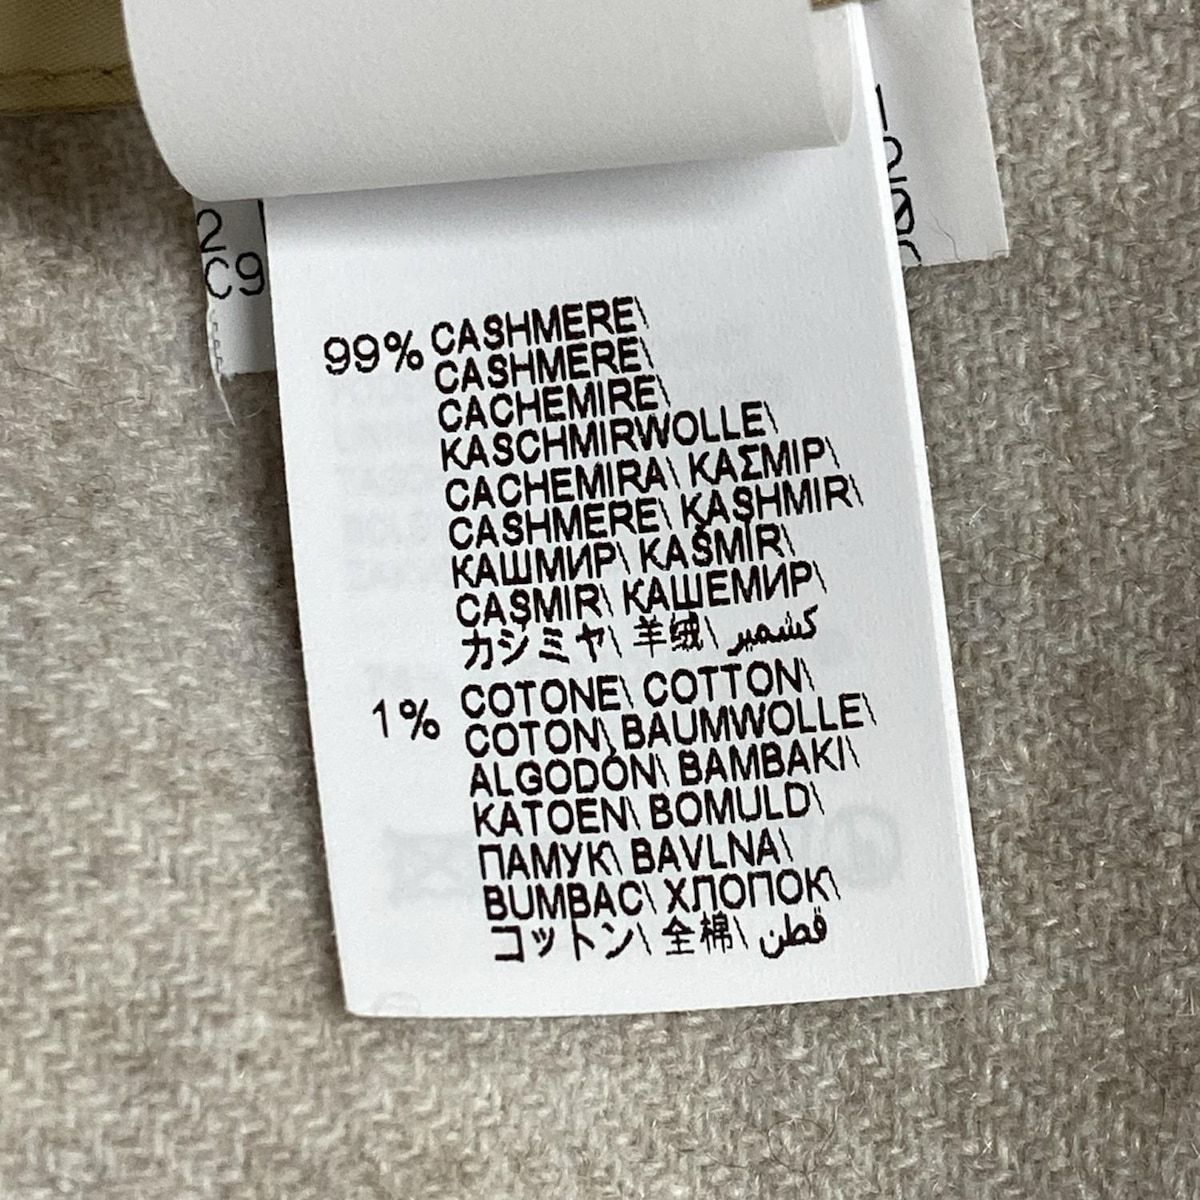 99% CASHMERE\
CASHMERE\
CACHEMIRE\
KASCHMIRWOLLE\
CACHEMIRA\ ΚΑΣΜΙΡ\
CASHMERE\ KASHMIR\
КАШМИР\ KAŠMÍR\
CAŞMIR\ КАШЕМИР\
カシミヤ\ 羊绒\ كشمير
1% COTONE\ COTTON\
COTON\ BAUMWOLLE\
ALGODÓN\ BAMBAKI\
KATOEN\ BOMULD\
ПАМУК\ BAVLNA\
BUMBAC\ ХЛОПОК\
コットン\ 全棉\ قطن